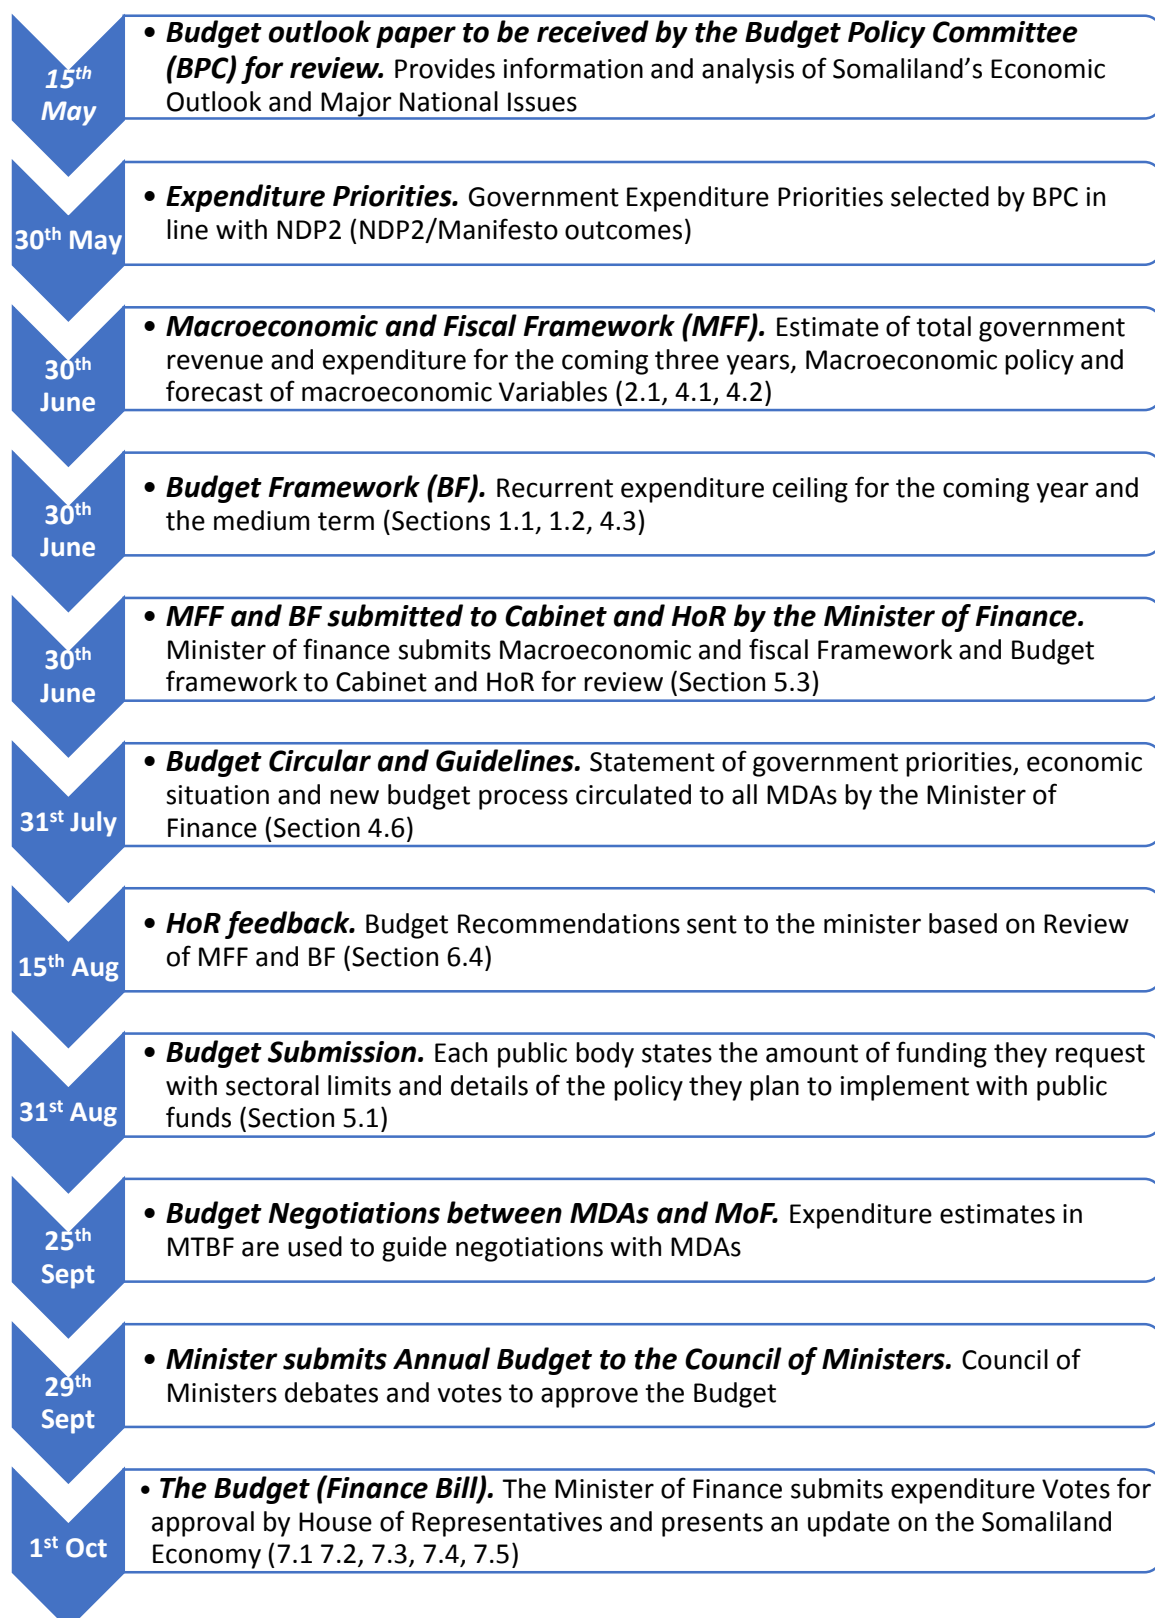 15th
May
• Budget outlook paper to be received by the Budget Policy Committee
(BPC) for review. Provides information and analysis of Somaliland's Economic
Outlook and Major National Issues
30th May
• Expenditure Priorities. Government Expenditure Priorities selected by BPC in
line with NDP2 (NDP2/Manifesto outcomes)
30th
June
• Macroeconomic and Fiscal Framework (MFF). Estimate of total government
revenue and expenditure for the coming three years, Macroeconomic policy and
forecast of macroeconomic Variables (2.1, 4.1, 4.2)
30th
June
• Budget Framework (BF). Recurrent expenditure ceiling for the coming year and
the medium term (Sections 1.1, 1.2, 4.3)
30th
June
• MFF and BF submitted to Cabinet and HoR by the Minister of Finance.
Minister of finance submits Macroeconomic and fiscal Framework and Budget
framework to Cabinet and HoR for review (Section 5.3)
31st July
• Budget Circular and Guidelines. Statement of government priorities, economic
situation and new budget process circulated to all MDAs by the Minister of
Finance (Section 4.6)
15th Aug
• HoR feedback. Budget Recommendations sent to the minister based on Review
of MFF and BF (Section 6.4)
31st Aug
• Budget Submission. Each public body states the amount of funding they request
with sectoral limits and details of the policy they plan to implement with public
funds (Section 5.1)
25th
Sept
• Budget Negotiations between MDAs and MoF. Expenditure estimates in
MTBF are used to guide negotiations with MDAs
29th
Sept
• Minister submits Annual Budget to the Council of Ministers. Council of
Ministers debates and votes to approve the Budget
1st Oct
• The Budget (Finance Bill). The Minister of Finance submits expenditure Votes for
approval by House of Representatives and presents an update on the Somaliland
Economy (7.1 7.2, 7.3, 7.4, 7.5)